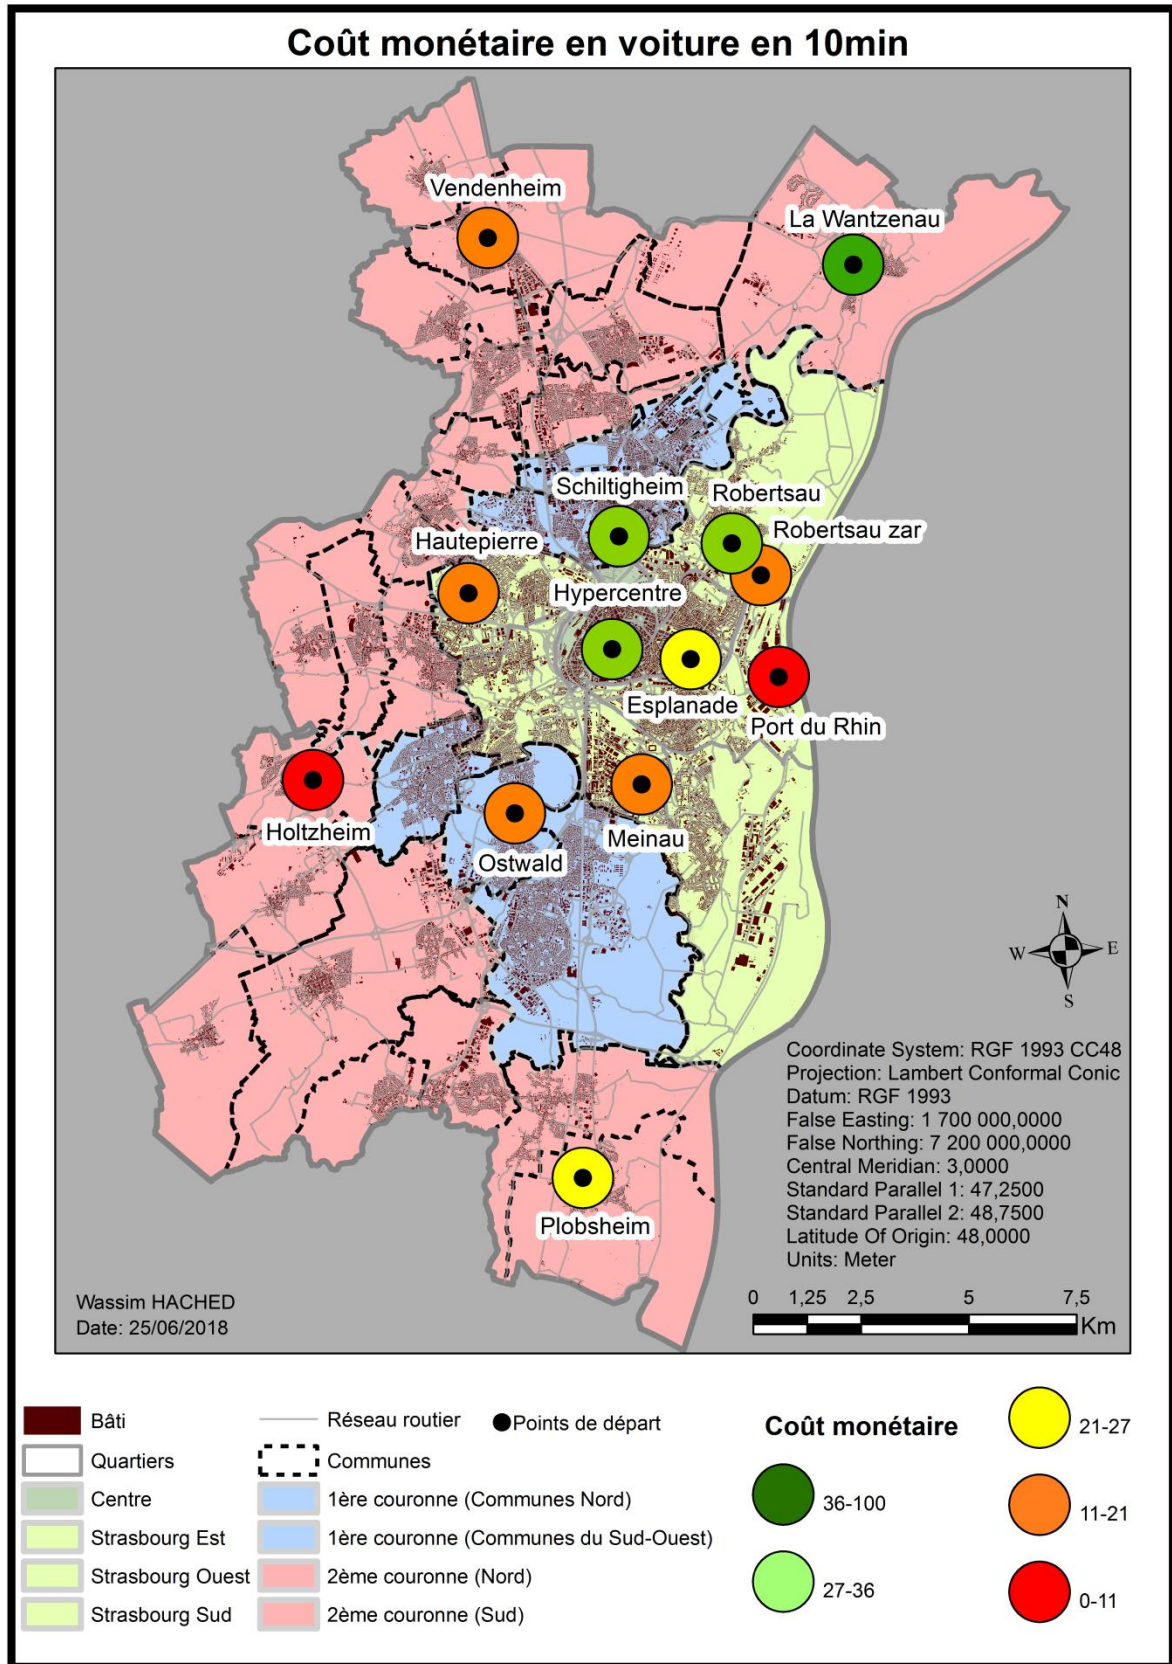 Coût monétaire en voiture en 10min
Vendenheim
La Wantzenau
Schiltigheim
Robertsau
Robertsau zar
Hautepierre
Hypercentre
Esplanade
Port du Rhin
Holtzheim
Ostwald
Meinau
Plobsheim
N
W E
S
Coordinate System: RGF 1993 CC48
Projection: Lambert Conformal Conic
Datum: RGF 1993
False Easting: 1 700 000,0000
False Northing: 7 200 000,0000
Central Meridian: 3,0000
Standard Parallel 1: 47,2500
Standard Parallel 2: 48,7500
Latitude Of Origin: 48,0000
Units: Meter
Wassim HACHED
Date: 25/06/2018
0 1,25 2,5 5 7,5
Km
Bâti
Quartiers
Centre
Strasbourg Est
Strasbourg Ouest
Strasbourg Sud
Réseau routier
Communes
1ère couronne (Communes Nord)
1ère couronne (Communes du Sud-Ouest)
2ème couronne (Nord)
2ème couronne (Sud)
Points de départ
Coût monétaire
36-100
27-36
21-27
11-21
0-11